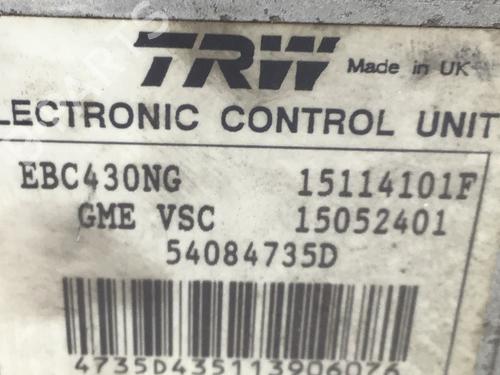 TRW Made in UK
ELECTRONIC CONTROL UNIT
EBC430NG 15114101F
GME VSC 15052401
54084735D
4735D435113906076